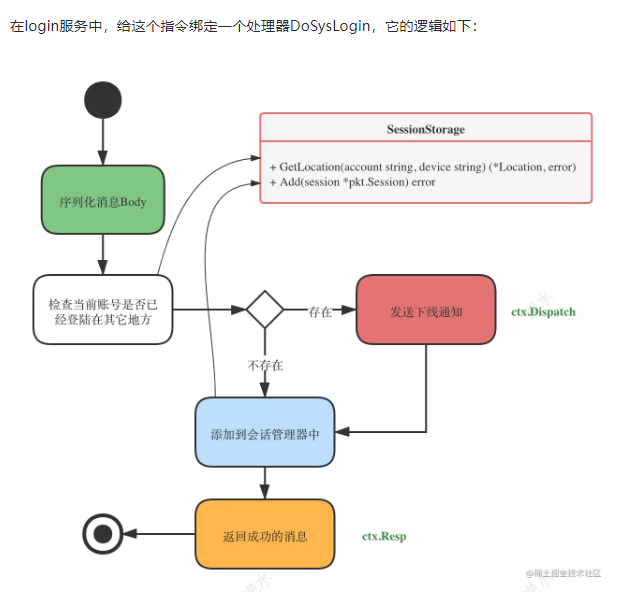 在login服务中，给这个指令绑定一个处理器DoSysLogin，它的逻辑如下：
SessionStorage
+ GetLocation(account string, device string) (*Location, error)
+ Add(session *pkt.Session) error
序列化消息Body
检查当前账号是否已
经登陆在其它地方
存在
发送下线通知
ctx.Dispatch
不存在
添加到会话管理器中
返回成功的消息
ctx.Resp
@稀土掘金技术社区